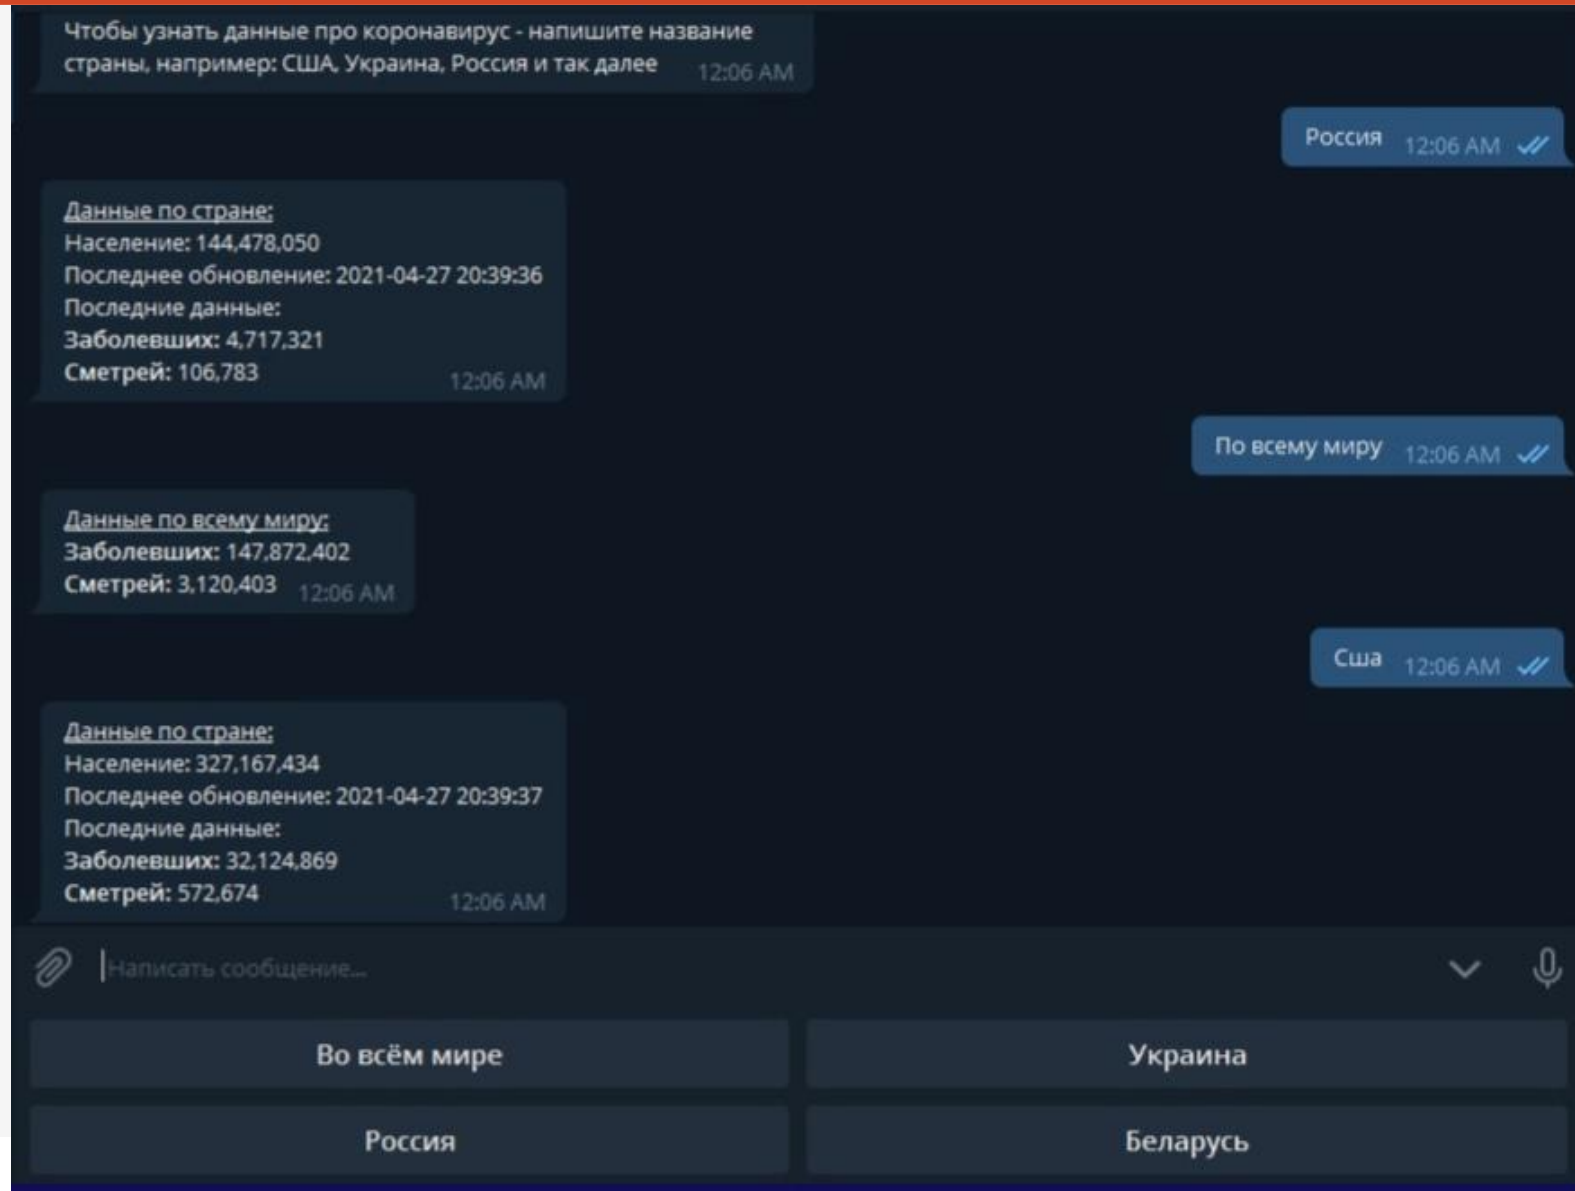 Чтобы узнать данные про коронавирус - напишите название
страны, например: США, Украина, Россия и так далее 12:06 AM
Россия 12:06 AM
Данные по стране:
Население: 144,478,050
Последнее обновление: 2021-04-27 20:39:36
Последние данные:
Заболевших: 4,717,321
Сметрей: 106,783 12:06 AM
По всему миру 12:06 AM
Данные по всему миру:
Заболевших: 147,872,402
Сметрей: 3,120,403 12:06 AM
Сша 12:06 AM
Данные по стране:
Население: 327,167,434
Последнее обновление: 2021-04-27 20:39:37
Последние данные:
Заболевших: 32,124,869
Сметрей: 572,674 12:06 AM
Написать сообщение...
Во всём мире Украина
Россия Беларусь